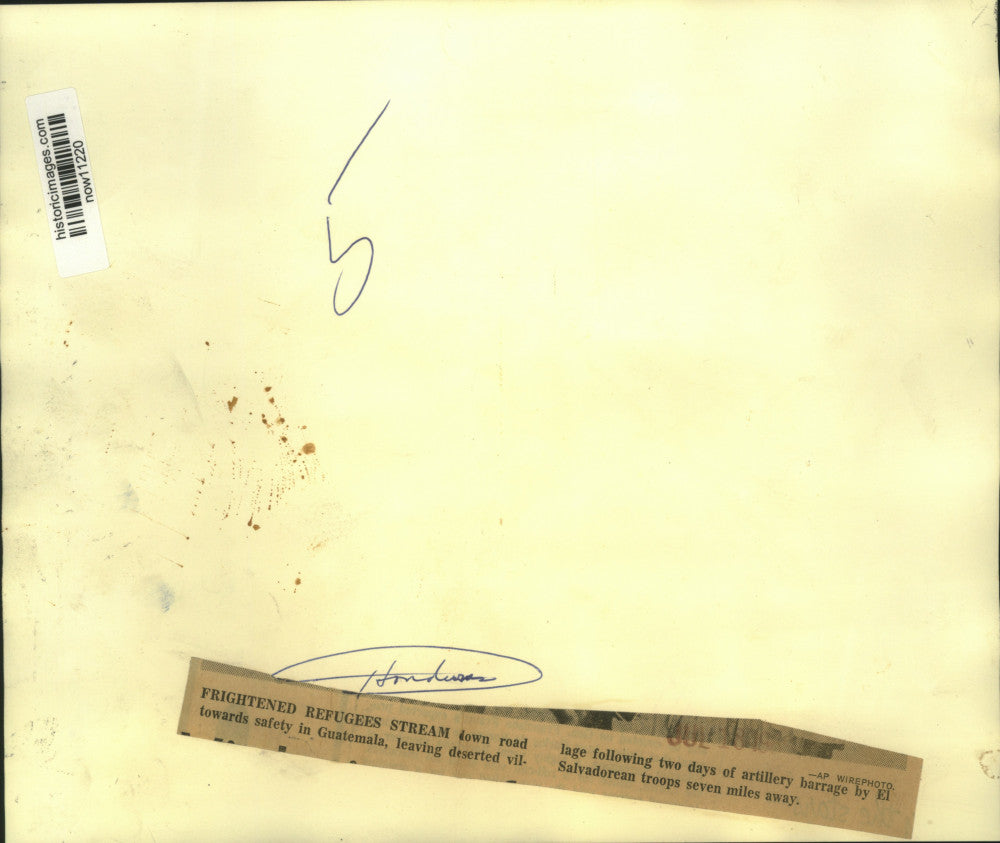 historicimages.com
now11220
5
Honduras
FRIGHTENED REFUGEES STREAM down road
towards safety in Guatemala, leaving deserted vil-
lage following two days of artillery barrage by El
Salvadorean troops seven miles away.
—AP WIREPHOTO.